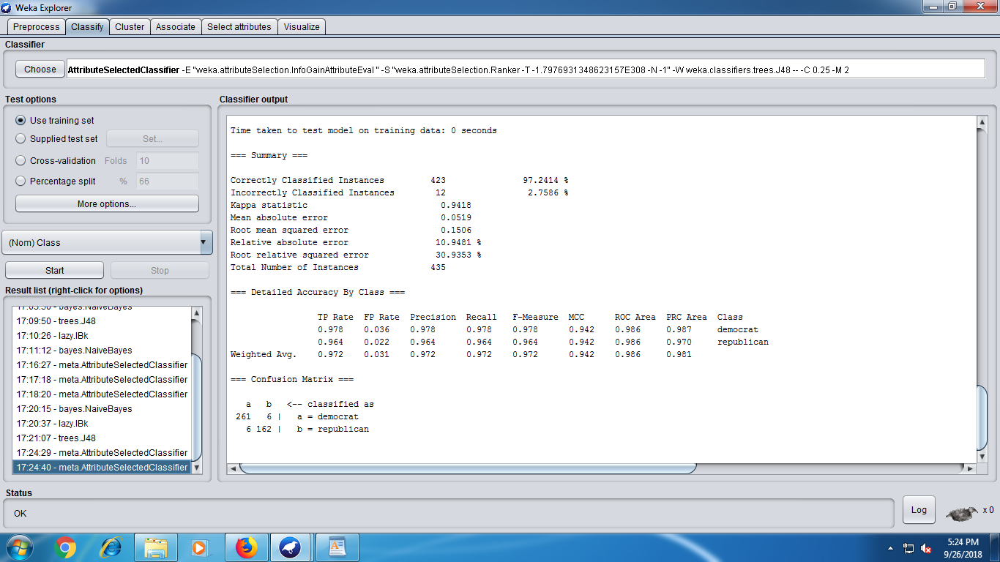 Weka Explorer
Preprocess Classify Cluster Associate Select attributes Visualize
Classifier
Choose AttributeSelectedClassifier -E "weka.attributeSelection.InfoGainAttributeEval " -S "weka.attributeSelection.Ranker -T -1.7976931348623157E308 -N -1" -W weka.classifiers.trees.J48 -- -C 0.25 -M 2
Test options
Use training set
Supplied test set Set...
Cross-validation Folds 10
Percentage split % 66
More options...
(Nom) Class
Start Stop
Result list (right-click for options)
bayes.NaiveBayes
17:09:50 - trees.J48
17:10:26 - lazy.IBk
17:11:12 - bayes.NaiveBayes
17:16:27 - meta.AttributeSelectedClassifier
17:17:18 - meta.AttributeSelectedClassifier
17:18:20 - meta.AttributeSelectedClassifier
17:20:15 - bayes.NaiveBayes
17:20:37 - lazy.IBk
17:21:07 - trees.J48
17:24:29 - meta.AttributeSelectedClassifier
17:24:40 - meta.AttributeSelectedClassifier
Classifier output
Time taken to test model on training data: 0 seconds
=== Summary ===
Correctly Classified Instances 423 97.2414 %
Incorrectly Classified Instances 12 2.7586 %
Kappa statistic 0.9418
Mean absolute error 0.0519
Root mean squared error 0.1506
Relative absolute error 10.9481 %
Root relative squared error 30.9353 %
Total Number of Instances 435
=== Detailed Accuracy By Class ===
TP Rate FP Rate Precision Recall F-Measure MCC ROC Area PRC Area Class
0.978 0.036 0.978 0.978 0.978 0.942 0.986 0.987 democrat
0.964 0.022 0.964 0.964 0.964 0.942 0.986 0.970 republican
Weighted Avg. 0.972 0.031 0.972 0.972 0.972 0.942 0.986 0.981
=== Confusion Matrix ===
a b <-- classified as
261 6 | a = democrat
6 162 | b = republican
Status
OK
Log x 0
5:24 PM
9/26/2018